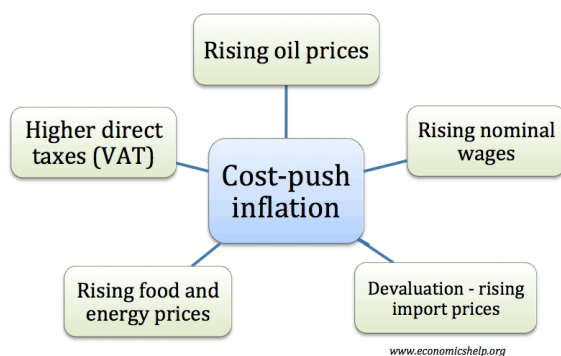 Rising oil prices
Higher direct
taxes (VAT)
Rising nominal
wages
Cost-push
inflation
Rising food and
energy prices
Devaluation - rising
import prices
www.economicshelp.org